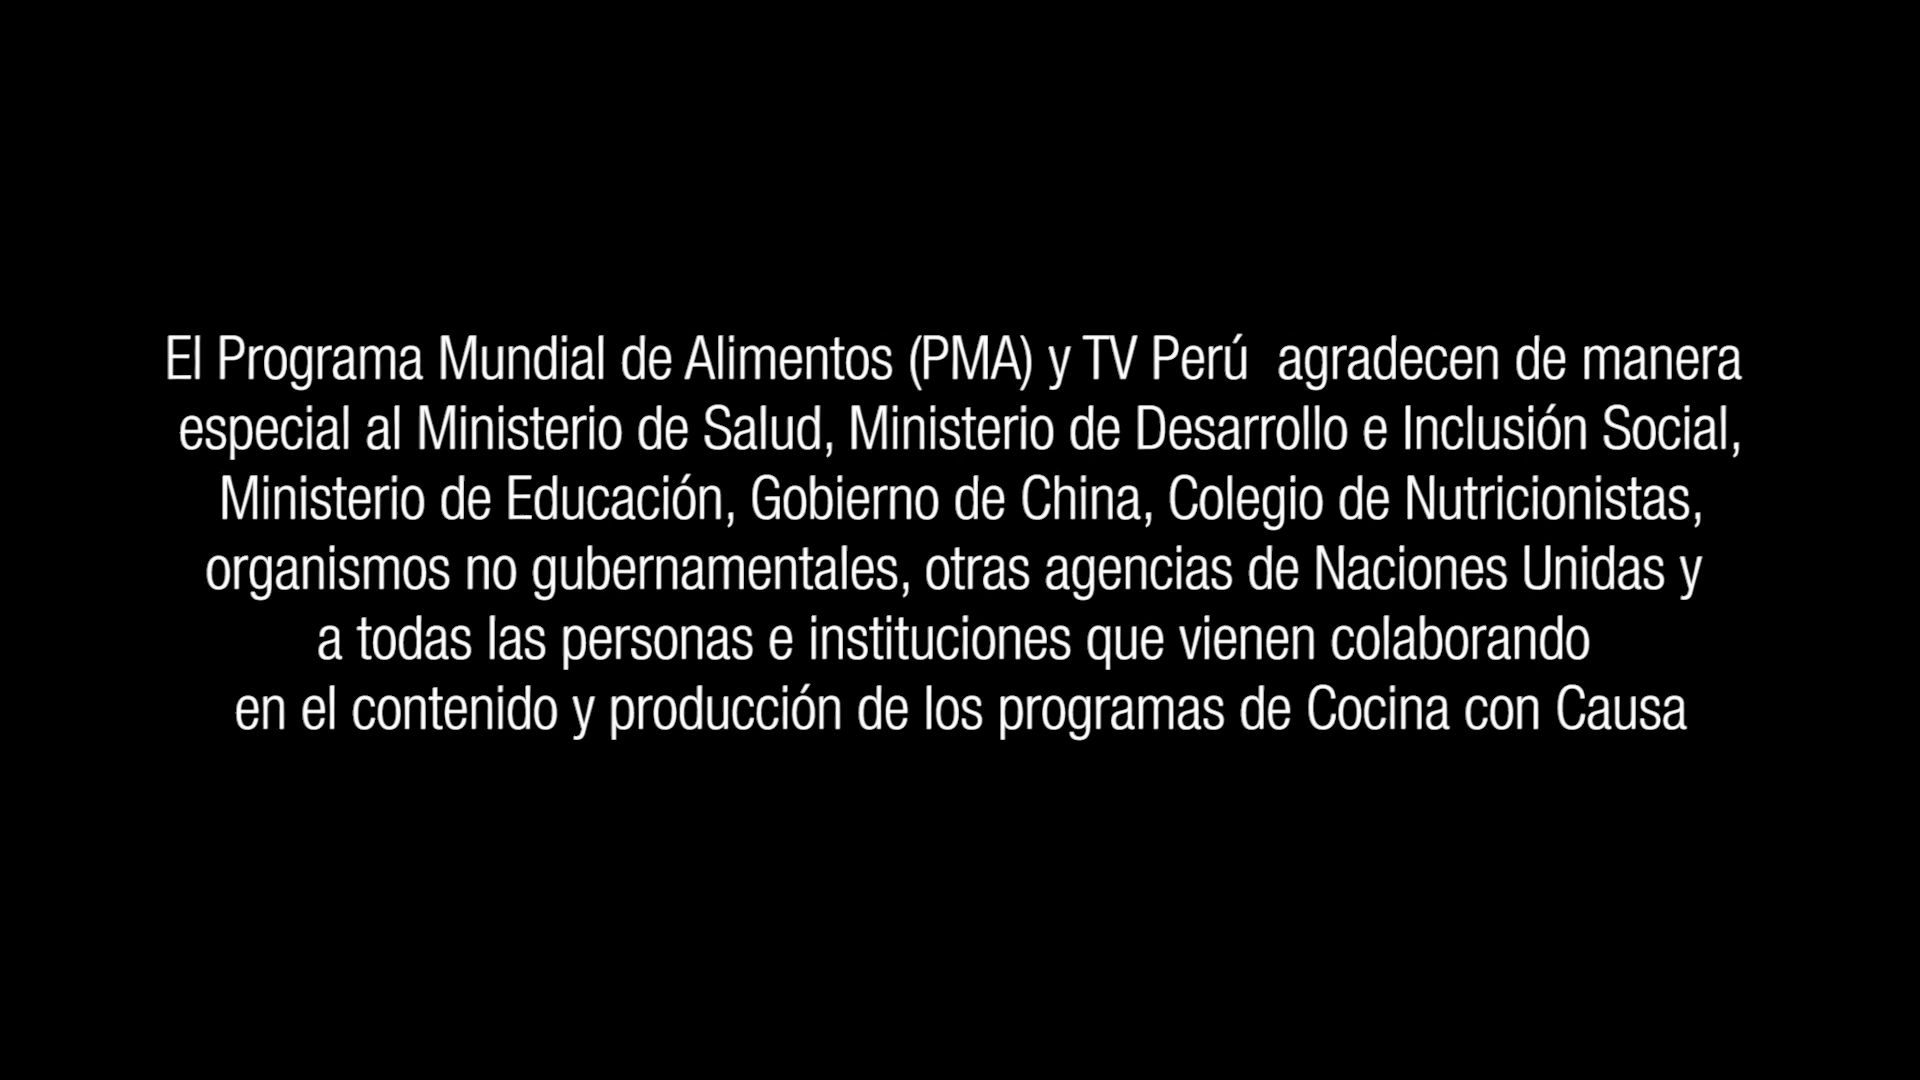 El Programa Mundial de Alimentos (PMA) y TV Perú  agradecen de manera
especial al Ministerio de Salud, Ministerio de Desarrollo e Inclusión Social,
Ministerio de Educación, Gobierno de China, Colegio de Nutricionistas,
organismos no gubernamentales, otras agencias de Naciones Unidas y
a todas las personas e instituciones que vienen colaborando
en el contenido y producción de los programas de Cocina con Causa